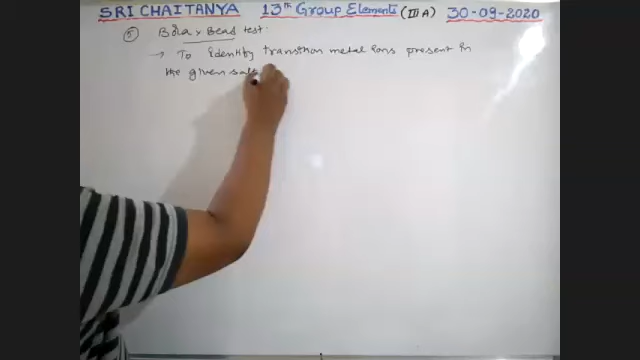 SRI CHAITANYA 13th Group Elements (III A) 30-09-2020
5) Borax Bead test:
→ To identify transition metal ions present in
the given salt